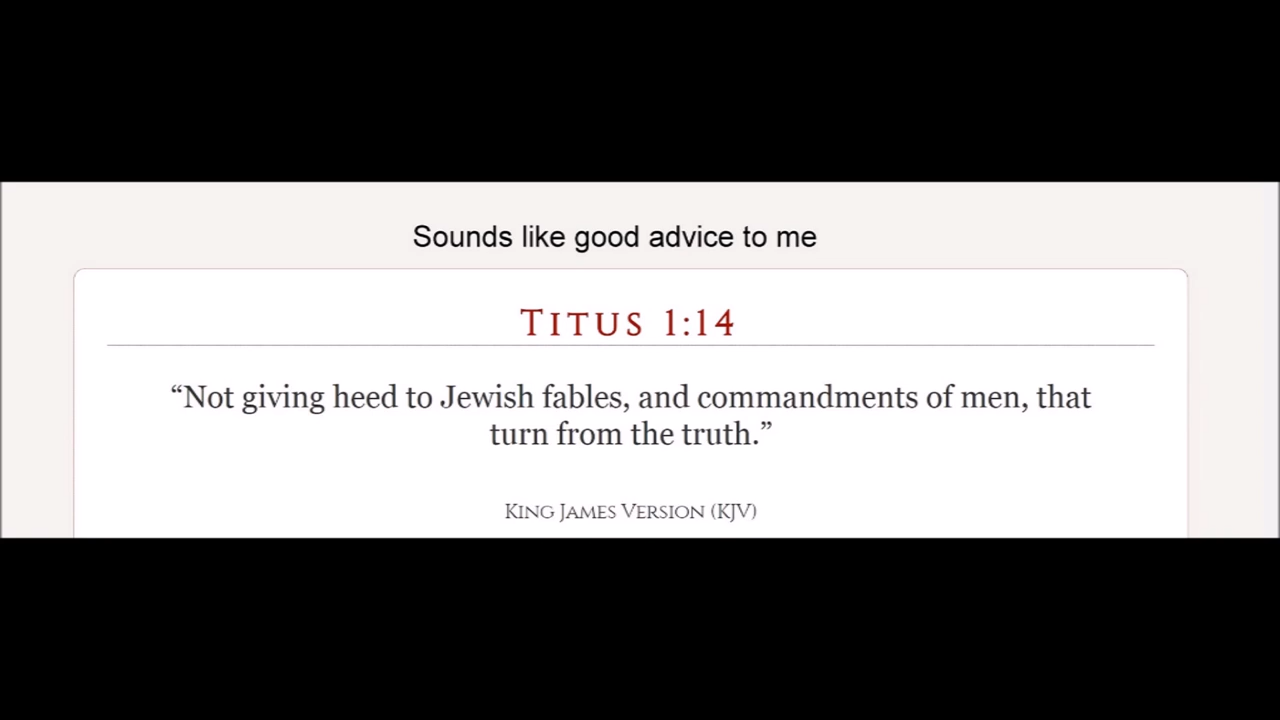 Sounds like good advice to me
Titus 1:14
“Not giving heed to Jewish fables, and commandments of men, that
turn from the truth.”
King James Version (KJV)